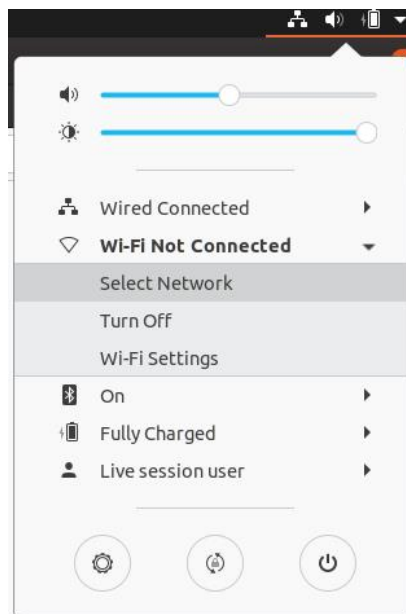 Wired Connected
Wi-Fi Not Connected
Select Network
Turn Off
Wi-Fi Settings
On
Fully Charged
Live session user